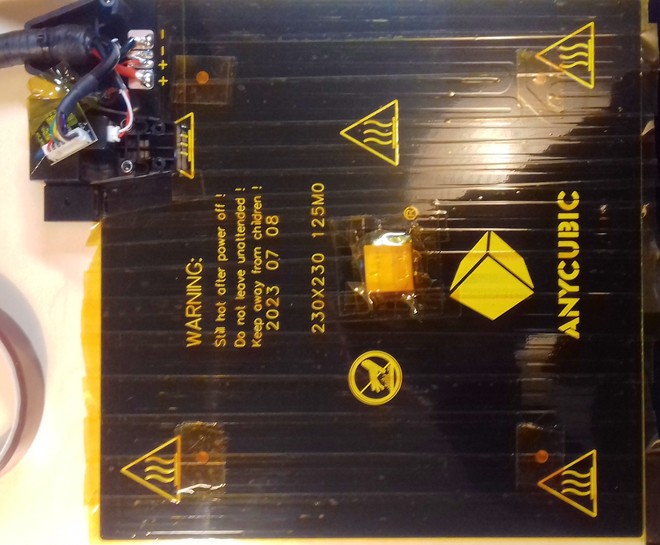 ++--
WARNING:
Still hot after power off !
Do not leave unattended !
Keep away from children !
2023 07 08
230X230 125M0
®
ANYCUBIC